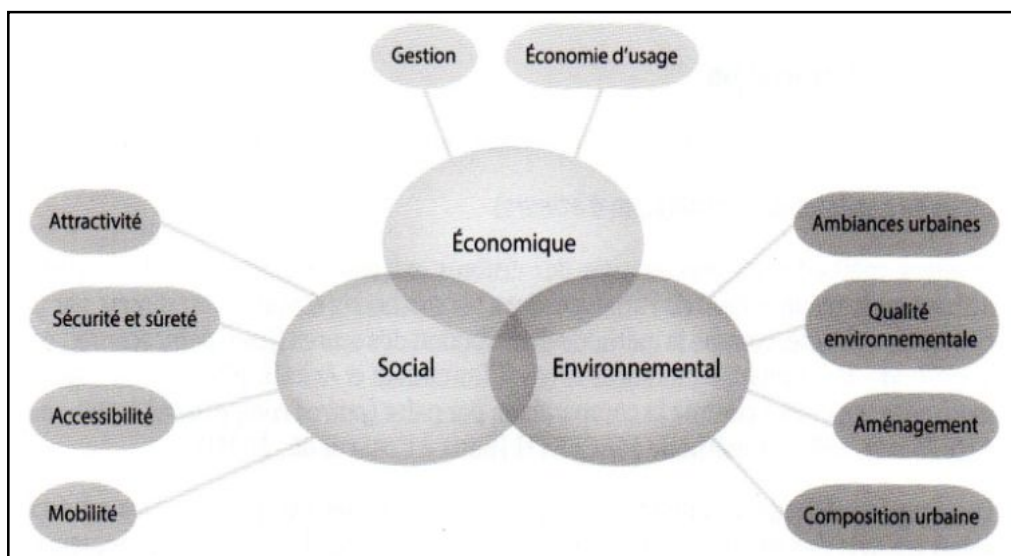 Gestion
Économie d'usage
Attractivité
Ambiances urbaines
Économique
Sécurité et sûreté
Qualité
environnementale
Social
Environnemental
Accessibilité
Aménagement
Mobilité
Composition urbaine